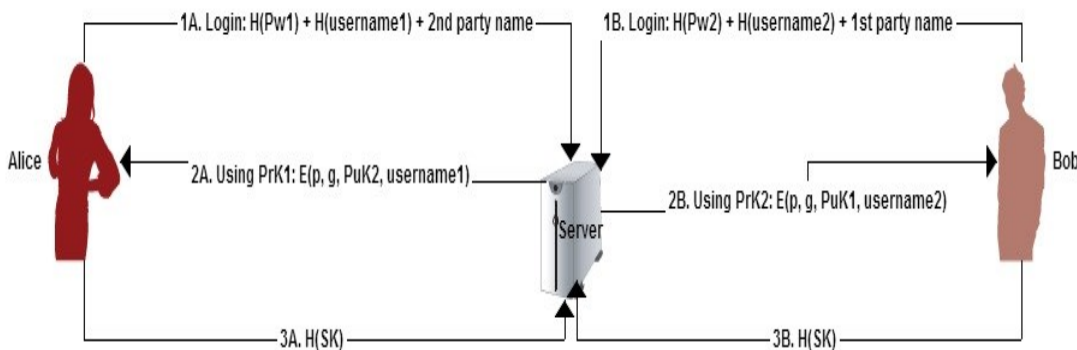 1A. Login: H(Pw1) + H(username1) + 2nd party name
1B. Login: H(Pw2) + H(username2) + 1st party name
Alice
Bob
2A. Using PrK1: E(p, g, PuK2, username1)
2B. Using PrK2: E(p, g, PuK1, username2)
Server
3A. H(SK)
3B. H(SK)